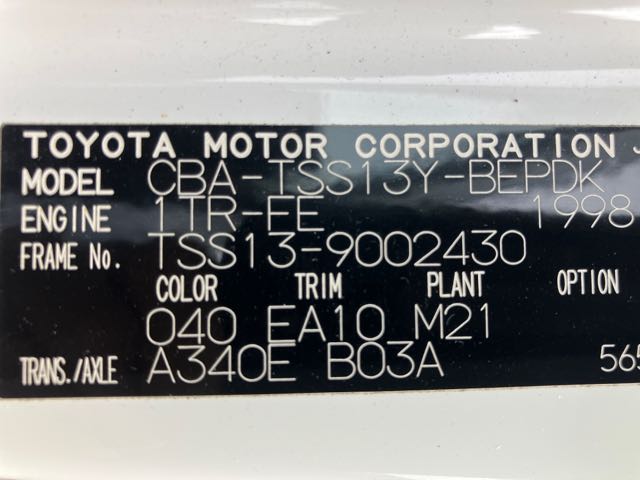 TOYOTA MOTOR CORPORATION J
MODEL CBA-TSS13Y-BEPDK
ENGINE 1TR-FE 1998
FRAME No. TSS13-9002430
COLOR TRIM PLANT OPTION
040 EA10 M21
TRANS./AXLE A340E B03A 565